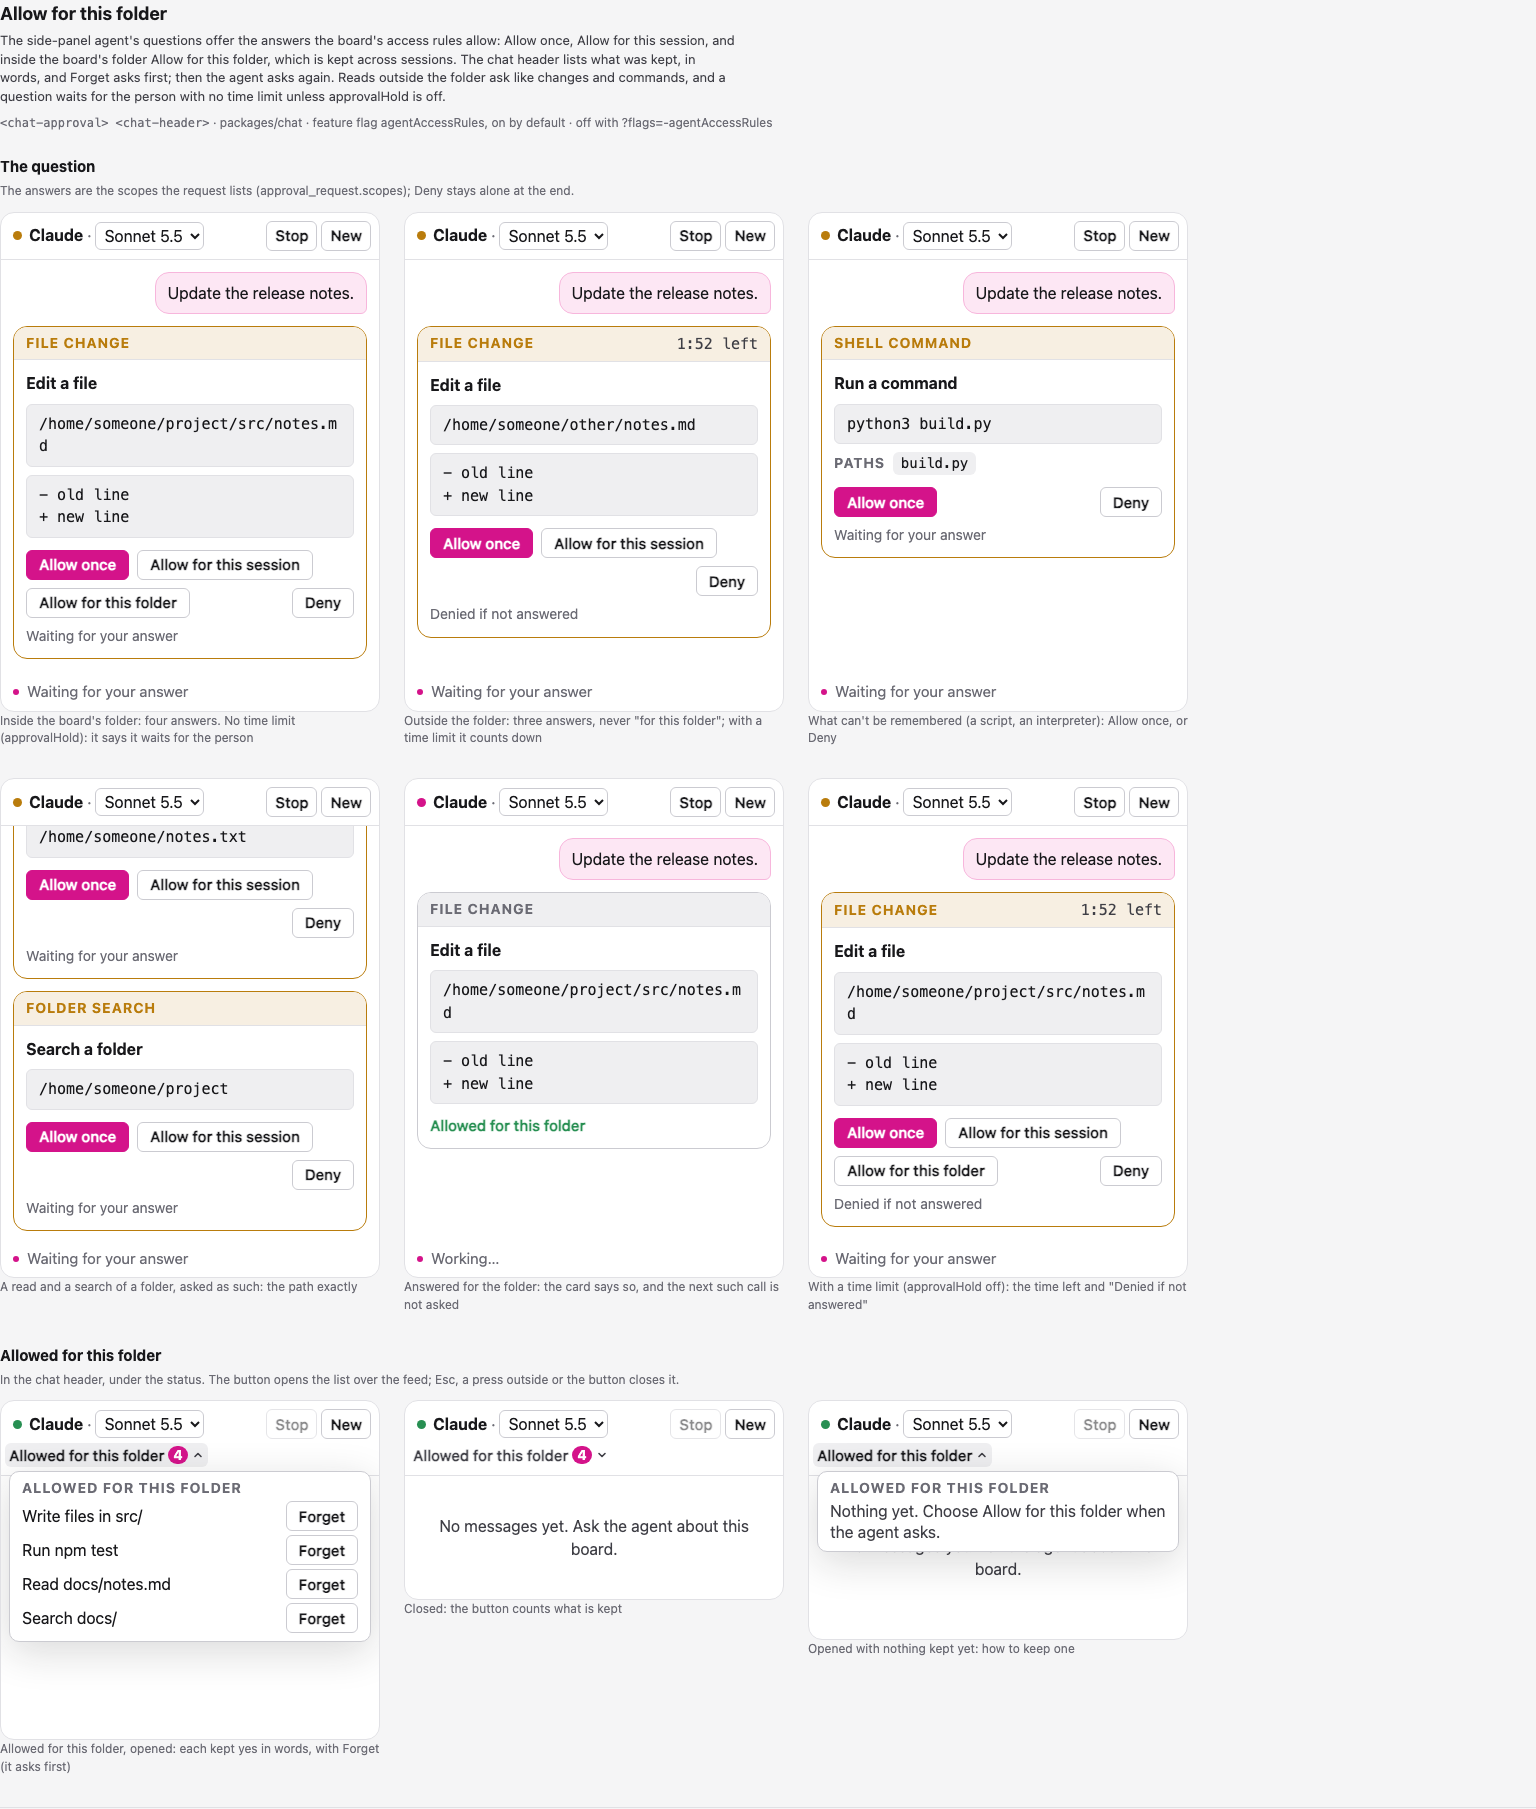 Allow for this folder
The side-panel agent's questions offer the answers the board's access rules allow: Allow once, Allow for this session, and
inside the board's folder Allow for this folder, which is kept across sessions. The chat header lists what was kept, in
words, and Forget asks first; then the agent asks again. Reads outside the folder ask like changes and commands, and a
question waits for the person with no time limit unless approvalHold is off.
<chat-approval> <chat-header> · packages/chat · feature flag agentAccessRules, on by default · off with ?flags=-agentAccessRules
The question
The answers are the scopes the request lists (approval_request.scopes); Deny stays alone at the end.
Claude · Sonnet 5.5 Stop New
Update the release notes.
FILE CHANGE
Edit a file
/home/someone/project/src/notes.m
d
− old line
+ new line
Allow once Allow for this session
Allow for this folder Deny
Waiting for your answer
Waiting for your answer
Inside the board's folder: four answers. No time limit
(approvalHold): it says it waits for the person
Claude · Sonnet 5.5 Stop New
Update the release notes.
FILE CHANGE 1:52 left
Edit a file
/home/someone/other/notes.md
− old line
+ new line
Allow once Allow for this session
Deny
Denied if not answered
Waiting for your answer
Outside the folder: three answers, never "for this folder"; with a
time limit it counts down
Claude · Sonnet 5.5 Stop New
Update the release notes.
SHELL COMMAND
Run a command
python3 build.py
PATHS build.py
Allow once Deny
Waiting for your answer
Waiting for your answer
What can't be remembered (a script, an interpreter): Allow once, or
Deny
Claude · Sonnet 5.5 Stop New
/home/someone/notes.txt
Allow once Allow for this session
Deny
Waiting for your answer
FOLDER SEARCH
Search a folder
/home/someone/project
Allow once Allow for this session
Deny
Waiting for your answer
Waiting for your answer
A read and a search of a folder, asked as such: the path exactly
Claude · Sonnet 5.5 Stop New
Update the release notes.
FILE CHANGE
Edit a file
/home/someone/project/src/notes.m
d
− old line
+ new line
Allowed for this folder
Working...
Answered for the folder: the card says so, and the next such call is
not asked
Claude · Sonnet 5.5 Stop New
Update the release notes.
FILE CHANGE 1:52 left
Edit a file
/home/someone/project/src/notes.m
d
− old line
+ new line
Allow once Allow for this session
Allow for this folder Deny
Denied if not answered
Waiting for your answer
With a time limit (approvalHold off): the time left and "Denied if not
answered"
Allowed for this folder
In the chat header, under the status. The button opens the list over the feed; Esc, a press outside or the button closes it.
Claude · Sonnet 5.5 Stop New
Allowed for this folder 4
ALLOWED FOR THIS FOLDER
Write files in src/ Forget
Run npm test Forget
Read docs/notes.md Forget
Search docs/ Forget
Allowed for this folder, opened: each kept yes in words, with Forget
(it asks first)
Claude · Sonnet 5.5 Stop New
Allowed for this folder 4
No messages yet. Ask the agent about this
board.
Closed: the button counts what is kept
Claude · Sonnet 5.5 Stop New
Allowed for this folder
ALLOWED FOR THIS FOLDER
Nothing yet. Choose Allow for this folder when
the agent asks.
board.
Opened with nothing kept yet: how to keep one